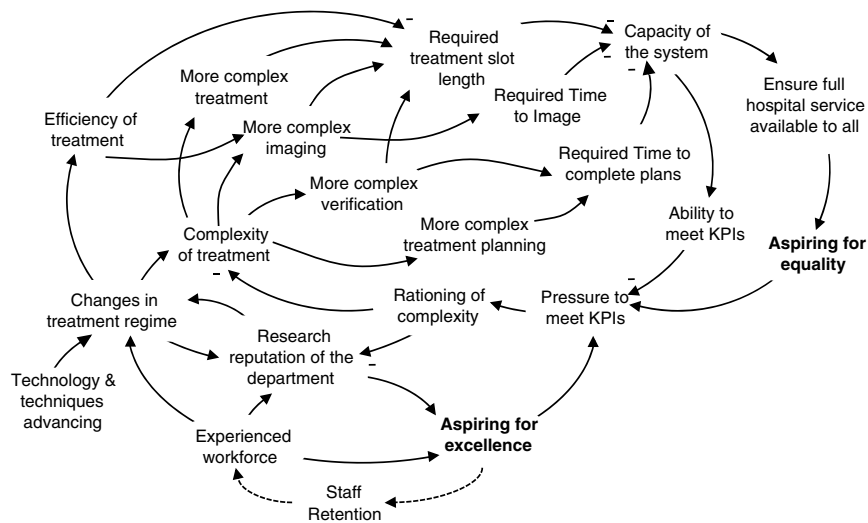 Required
treatment slot
length
Capacity of
the system
More complex
treatment
Ensure full
hospital service
available to all
Efficiency of
treatment
More complex
imaging
Required Time
to Image
Required Time to
complete plans
More complex
verification
Ability to
meet KPIs
Complexity
of treatment
More complex
treatment planning
Aspiring for
equality
Changes in
treatment regime
Rationing of
complexity
Pressure to
meet KPIs
Research
reputation of the
department
Technology &
techniques
advancing
Experienced
workforce
Aspiring for
excellence
Staff
Retention